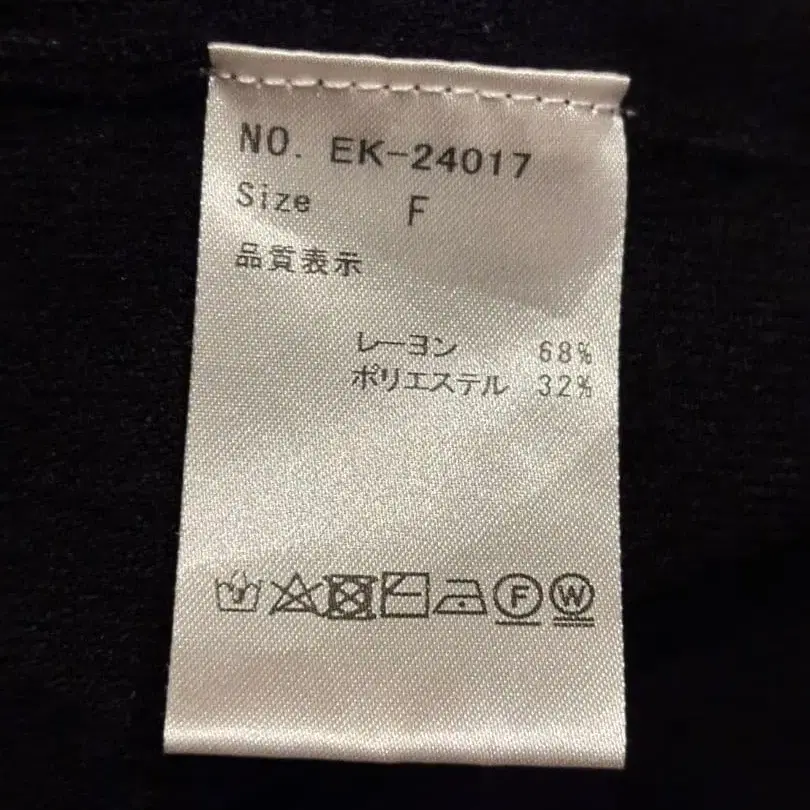 NO. EK-24017
Size F
品質表示
レーヨン 68%
ポリエステル 32%
F W